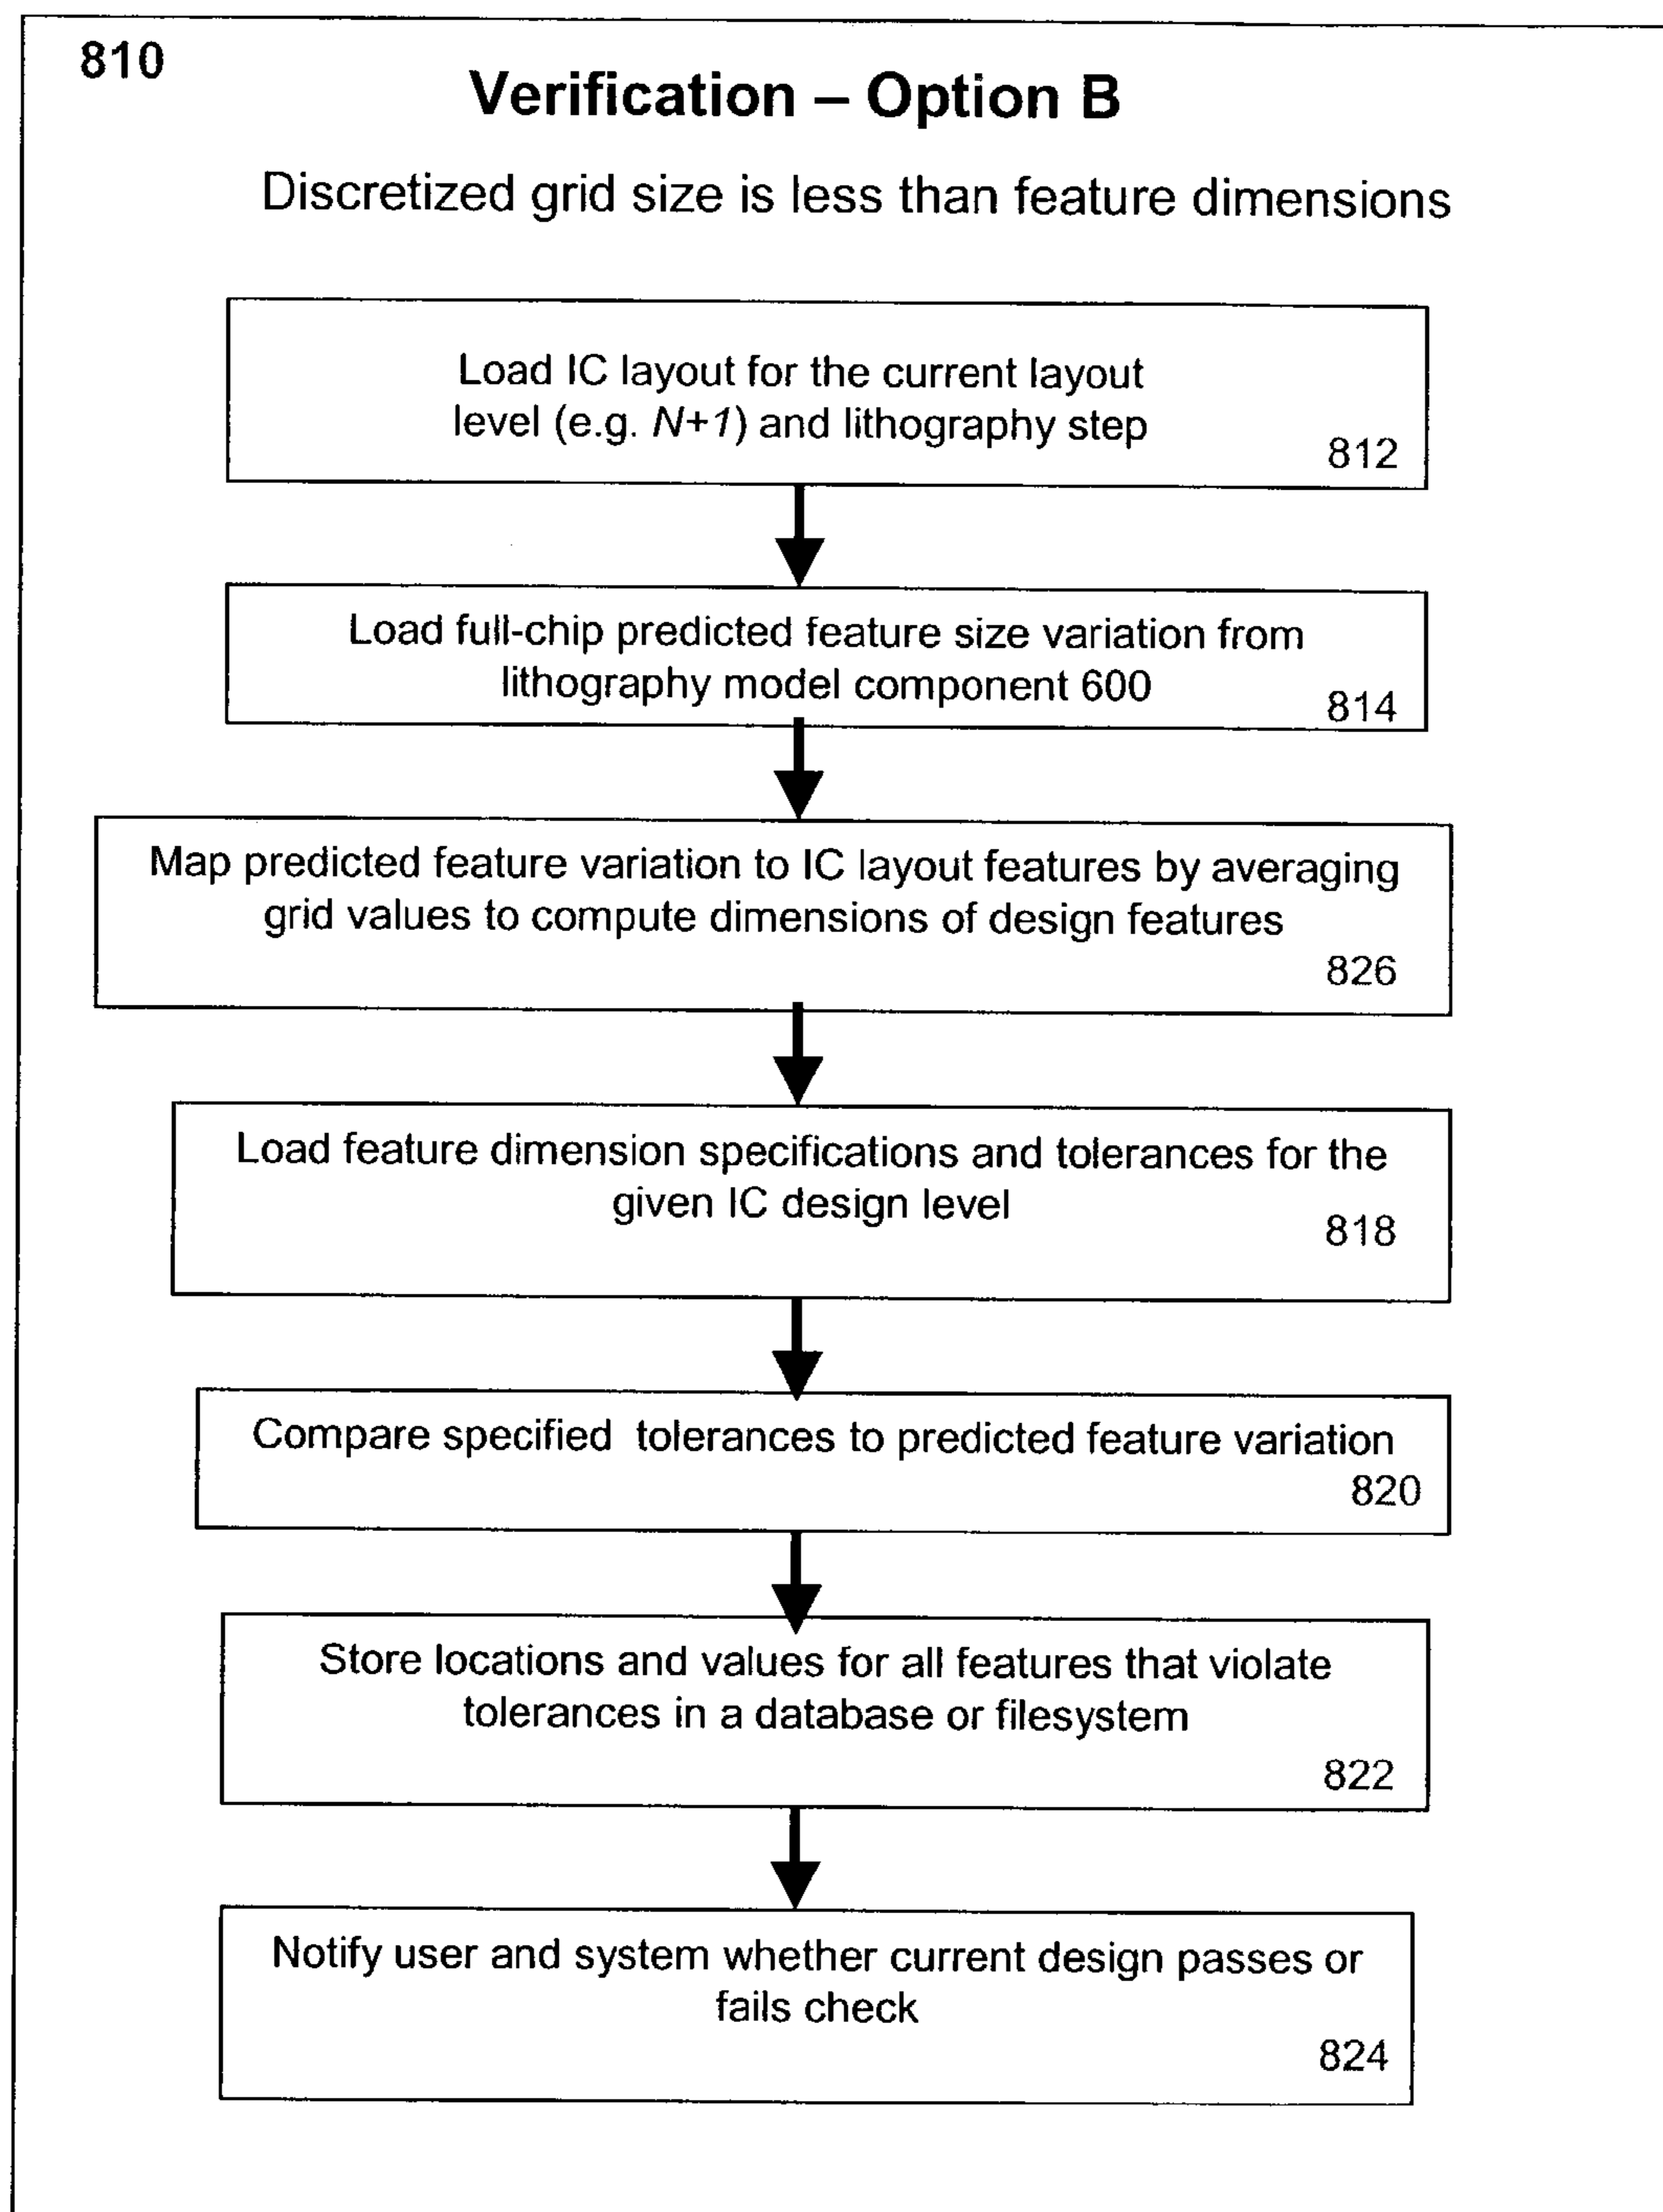 810
Verification – Option B
Discretized grid size is less than feature dimensions
Load IC layout for the current layout
level (e.g. N+1) and lithography step
812
Load full-chip predicted feature size variation from
lithography model component 600
814
Map predicted feature variation to IC layout features by averaging
grid values to compute dimensions of design features
826
Load feature dimension specifications and tolerances for the
given IC design level
818
Compare specified tolerances to predicted feature variation
820
Store locations and values for all features that violate
tolerances in a database or filesystem
822
Notify user and system whether current design passes or
fails check
824